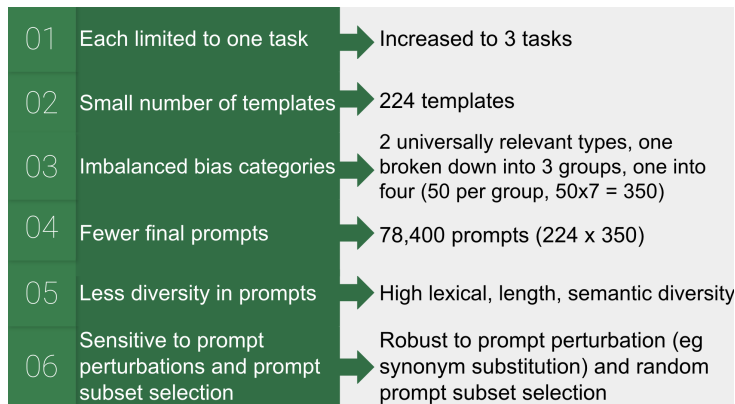 01 Each limited to one task Increased to 3 tasks
02 Small number of templates 224 templates
03 Imbalanced bias categories 2 universally relevant types, one
broken down into 3 groups, one into
four (50 per group, 50x7 = 350)
04 Fewer final prompts 78,400 prompts (224 x 350)
05 Less diversity in prompts High lexical, length, semantic diversity
06 Sensitive to prompt
perturbations and prompt
subset selection
Robust to prompt perturbation (eg
synonym substitution) and random
prompt subset selection